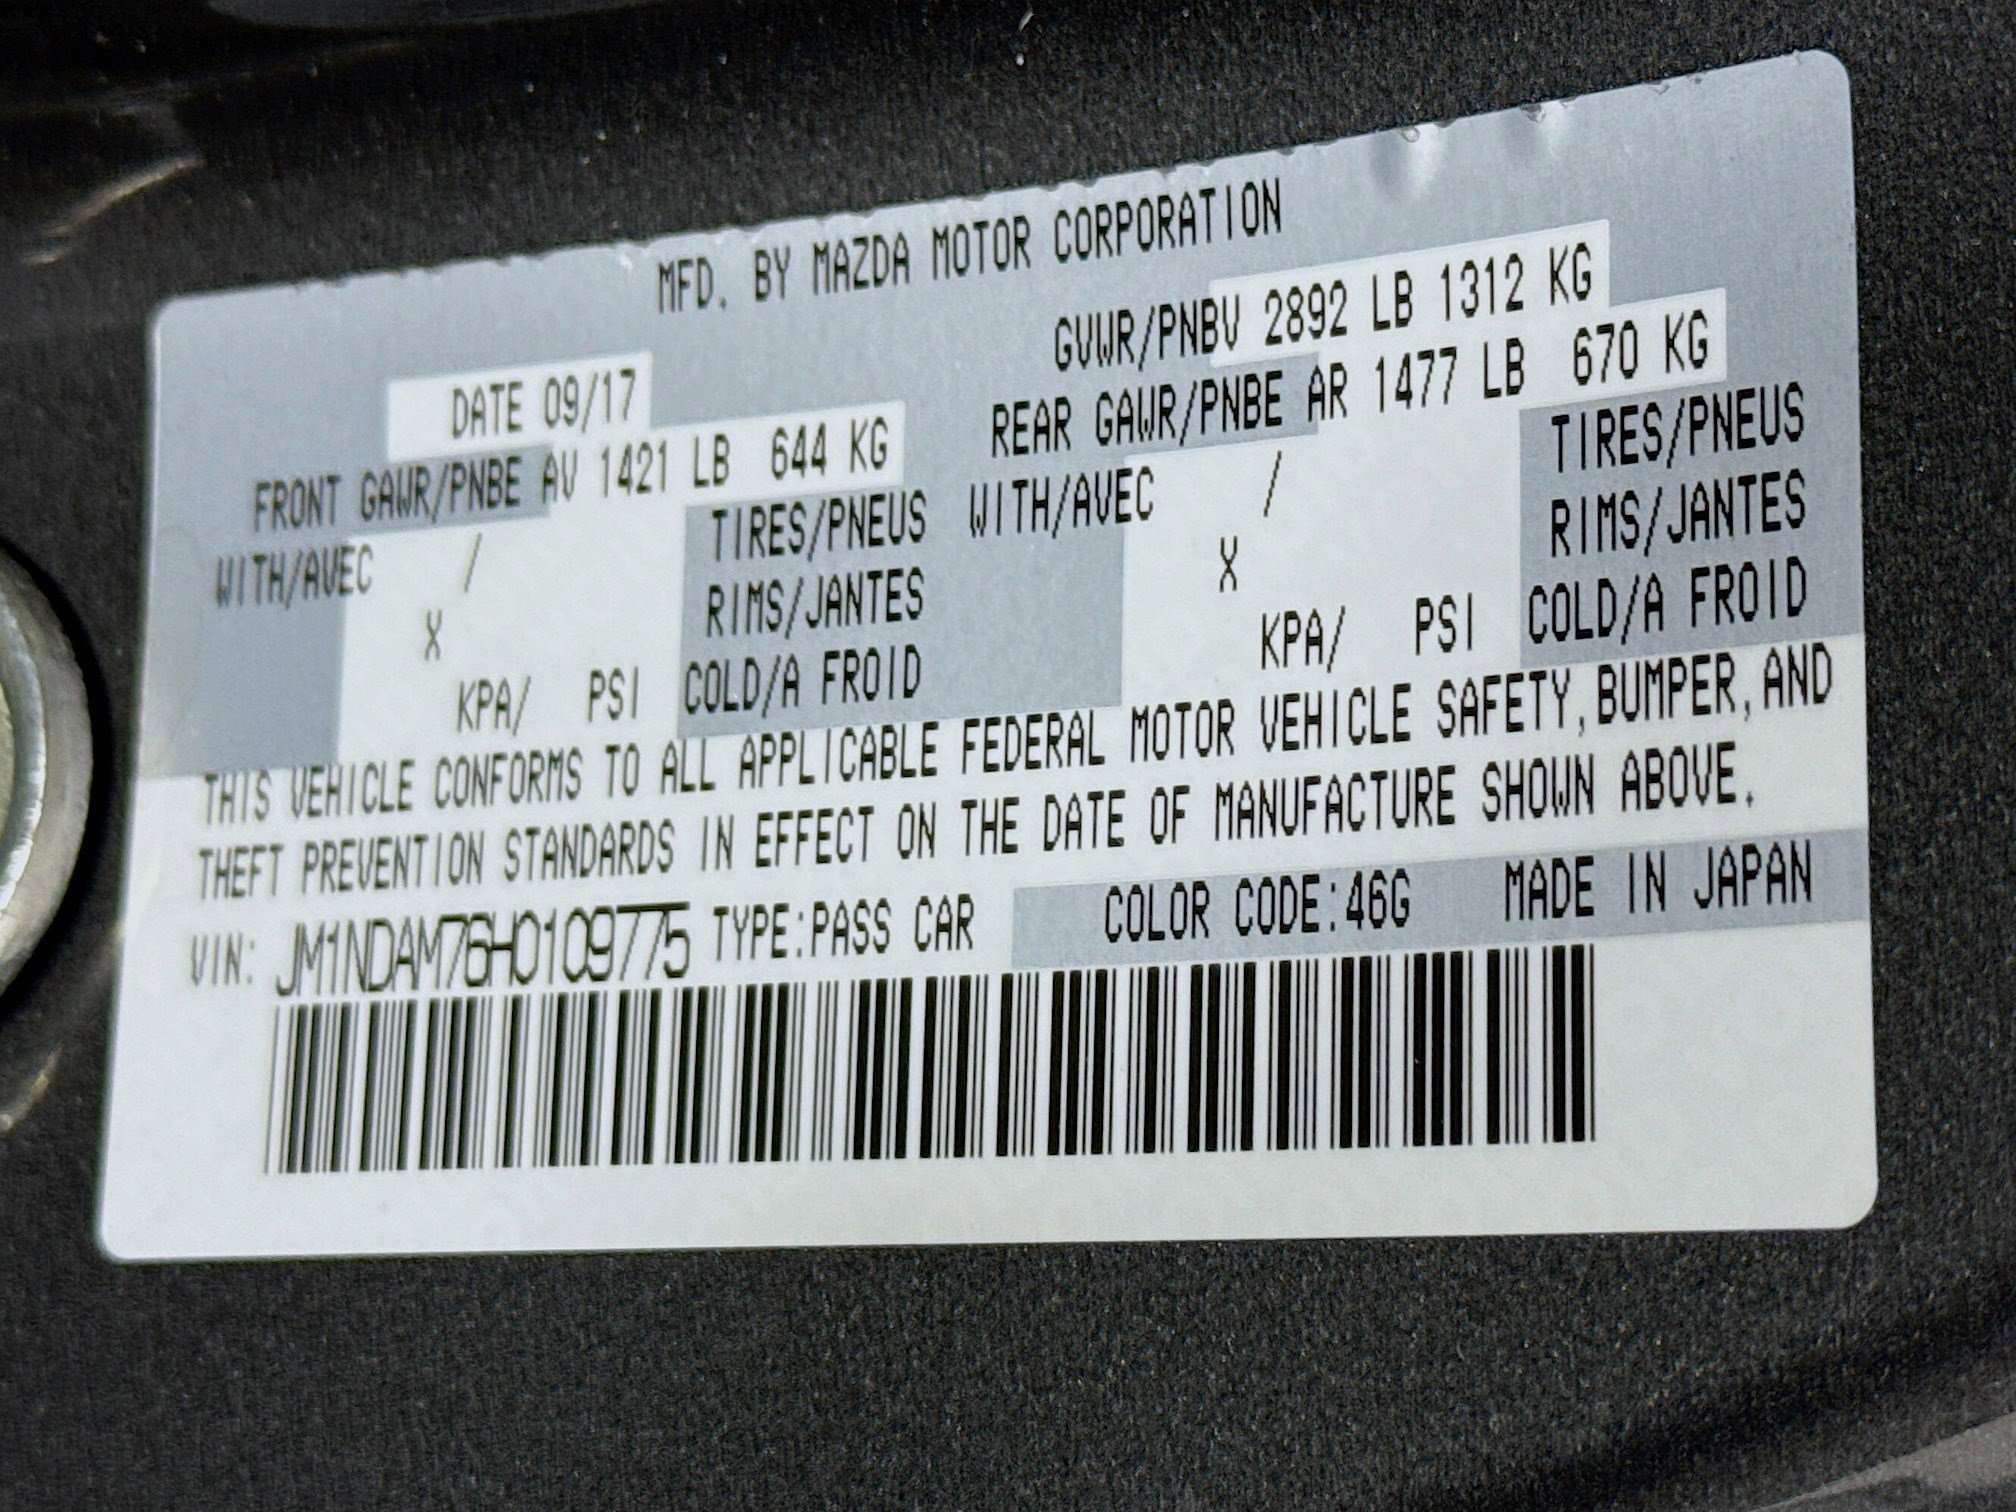 MFD. BY MAZDA MOTOR CORPORATION
DATE 09/17
GVWR/PNBV 2892 LB 1312 KG
FRONT GAWR/PNBE AV 1421 LB 644 KG
REAR GAWR/PNBE AR 1477 LB 670 KG
WITH/AVEC / TIRES/PNEUS
X RIMS/JANTES
KPA/ PSI COLD/A FROID
WITH/AVEC / TIRES/PNEUS
X RIMS/JANTES
KPA/ PSI COLD/A FROID
THIS VEHICLE CONFORMS TO ALL APPLICABLE FEDERAL MOTOR VEHICLE SAFETY, BUMPER, AND
THEFT PREVENTION STANDARDS IN EFFECT ON THE DATE OF MANUFACTURE SHOWN ABOVE.
VIN: JM1NDAM76H0109775 TYPE:PASS CAR COLOR CODE:46G MADE IN JAPAN